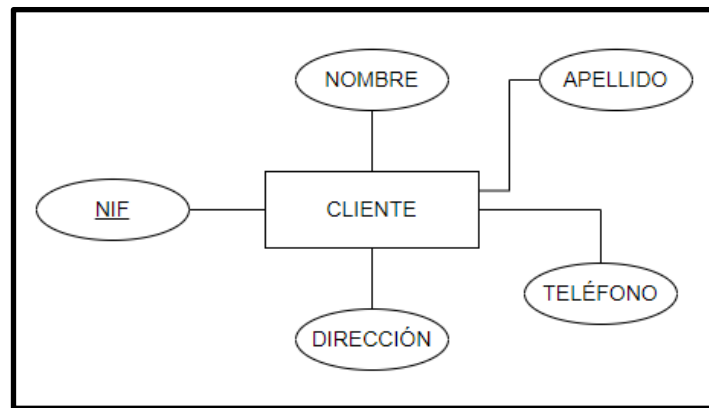 NOMBRE
APELLIDO
NIF
CLIENTE
TELÉFONO
DIRECCIÓN